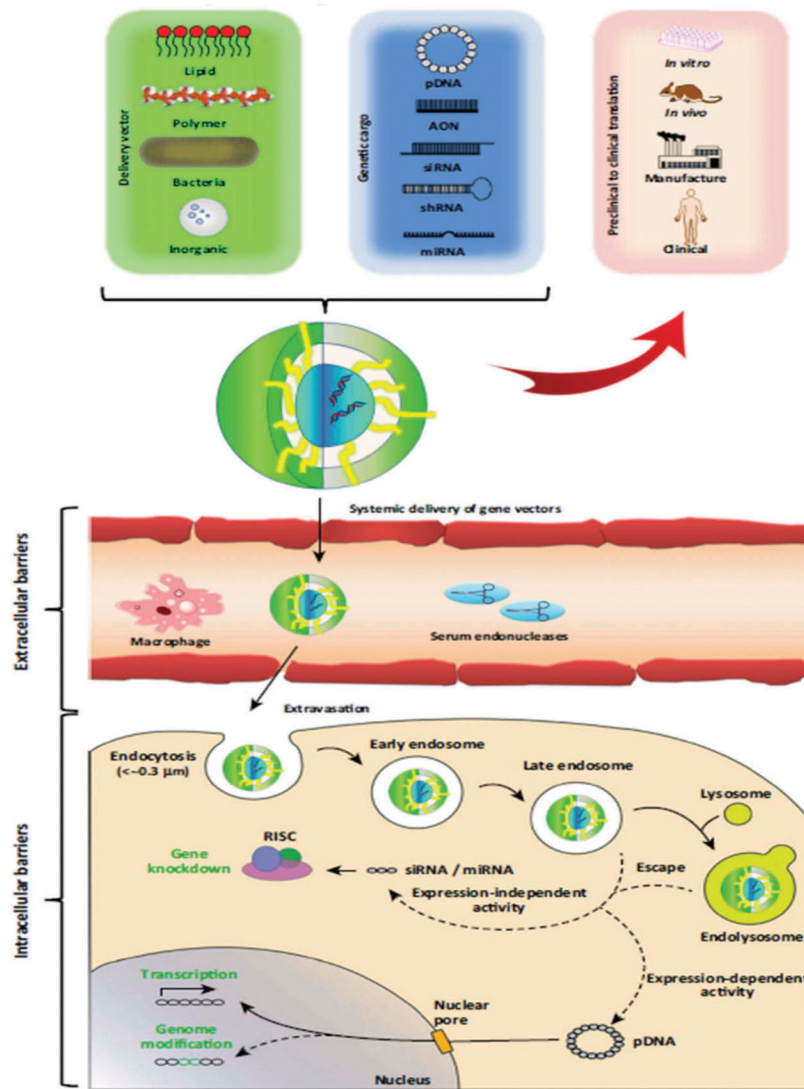 Delivery vector
Lipid
Polymer
Bacteria
Inorganic
Genetic cargo
pDNA
AON
siRNA
shRNA
miRNA
Preclinical to clinical translation
In vitro
In vivo
Manufacture
Clinical
Systemic delivery of gene vectors
Extracellular barriers
Macrophage
Serum endonucleases
Extravasation
Intracellular barriers
Endocytosis
(<~0.3 µm)
Early endosome
Late endosome
Lysosome
RISC
Gene
knockdown
siRNA / miRNA
Escape
Expression-independent
activity
Endolysosome
Transcription
Expression-dependent
activity
Nuclear
pore
Genome
modification
pDNA
Nucleus